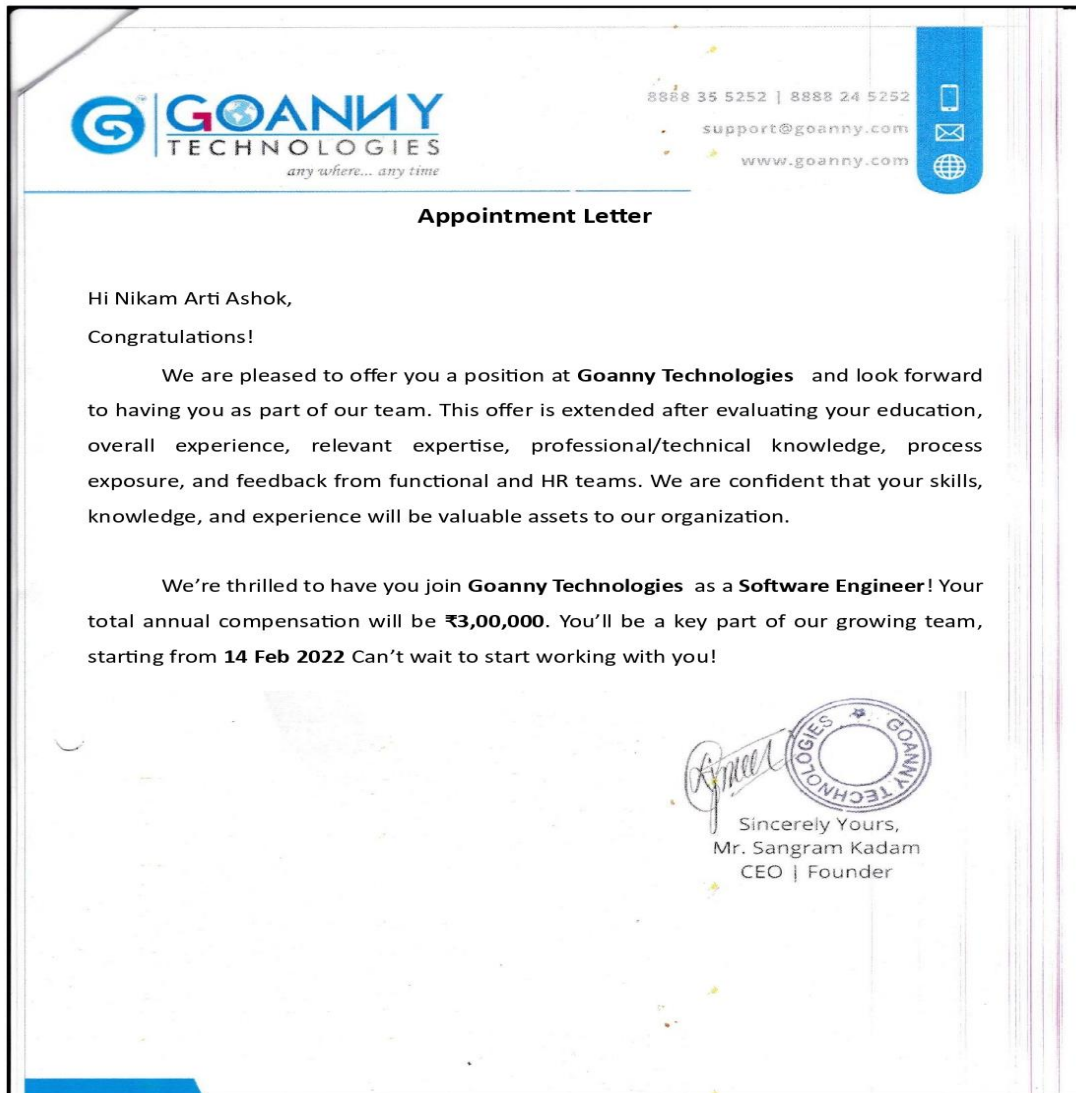 GOANNY
TECHNOLOGIES
any where... any time
8888 35 5252 | 8888 24 5252
support@goanny.com
www.goanny.com
Appointment Letter
Hi Nikam Arti Ashok,
Congratulations!
We are pleased to offer you a position at Goanny Technologies and look forward
to having you as part of our team. This offer is extended after evaluating your education,
overall experience, relevant expertise, professional/technical knowledge, process
exposure, and feedback from functional and HR teams. We are confident that your skills,
knowledge, and experience will be valuable assets to our organization.
We’re thrilled to have you join Goanny Technologies as a Software Engineer! Your
total annual compensation will be ₹3,00,000. You’ll be a key part of our growing team,
starting from 14 Feb 2022 Can’t wait to start working with you!
GOANNY TECHNOLOGIES
Sincerely Yours,
Mr. Sangram Kadam
CEO | Founder